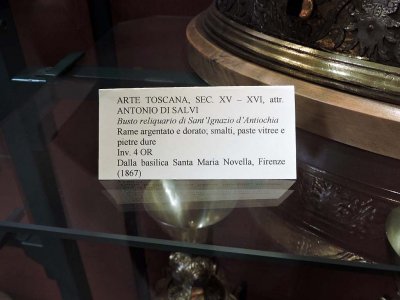 ARTE TOSCANA, SEC. XV – XVI, attr.
ANTONIO DI SALVI
Busto reliquario di Sant'Ignazio d'Antiochia
Rame argentato e dorato; smalti, paste vitree e
pietre dure
Inv. 4 OR
Dalla basilica Santa Maria Novella, Firenze
(1867)